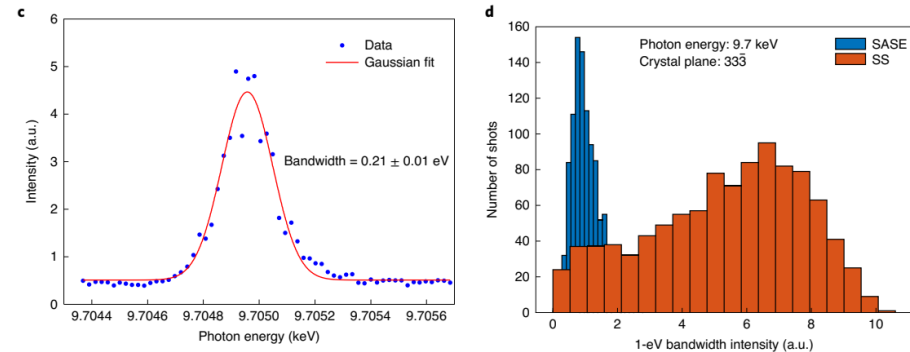 c
6
5
4
3
2
1
0
Intensity (a.u.)
Data
Gaussian fit
Bandwidth = 0.21 ± 0.01 eV
9.7044 9.7046 9.7048 9.7050 9.7052 9.7054 9.7056
Photon energy (keV)
d
160
140
120
100
80
60
40
20
0
Number of shots
Photon energy: 9.7 keV
Crystal plane: 333̄
SASE
SS
0 2 4 6 8 10
1-eV bandwidth intensity (a.u.)